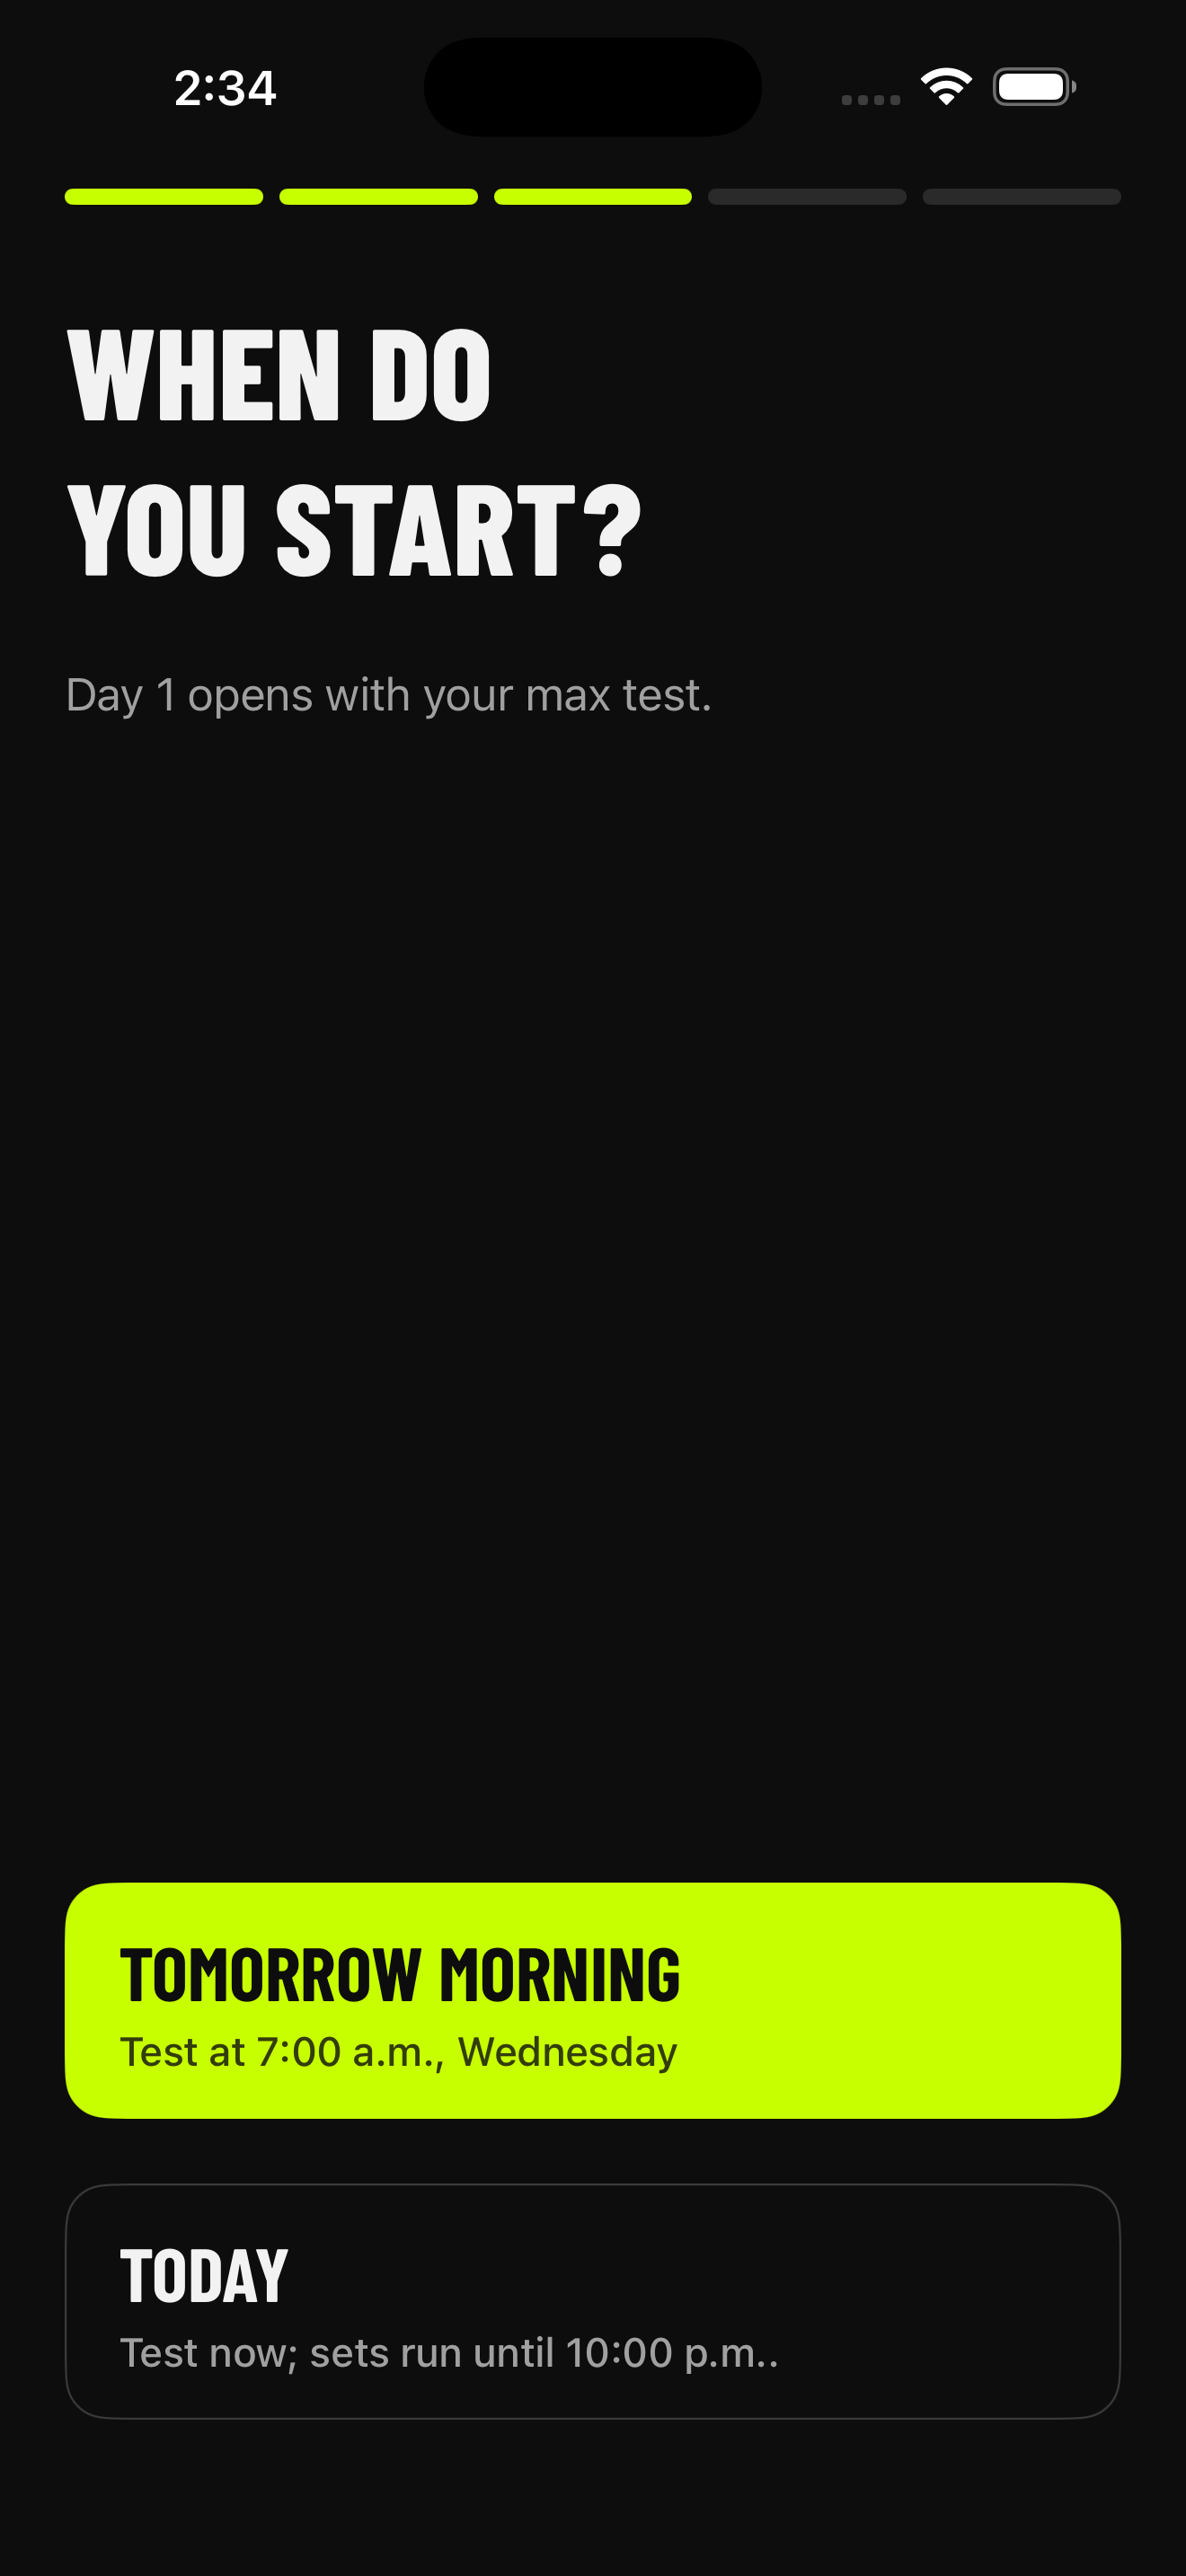 2:34
WHEN DO
YOU START?
Day 1 opens with your max test.
TOMORROW MORNING
Test at 7:00 a.m., Wednesday
TODAY
Test now; sets run until 10:00 p.m..